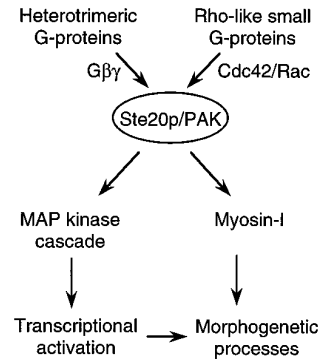 Heterotrimeric
G-proteins
Rho-like small
G-proteins
Gβγ
Cdc42/Rac
Ste20p/PAK
MAP kinase
cascade
Myosin-I
Transcriptional
activation
Morphogenetic
processes